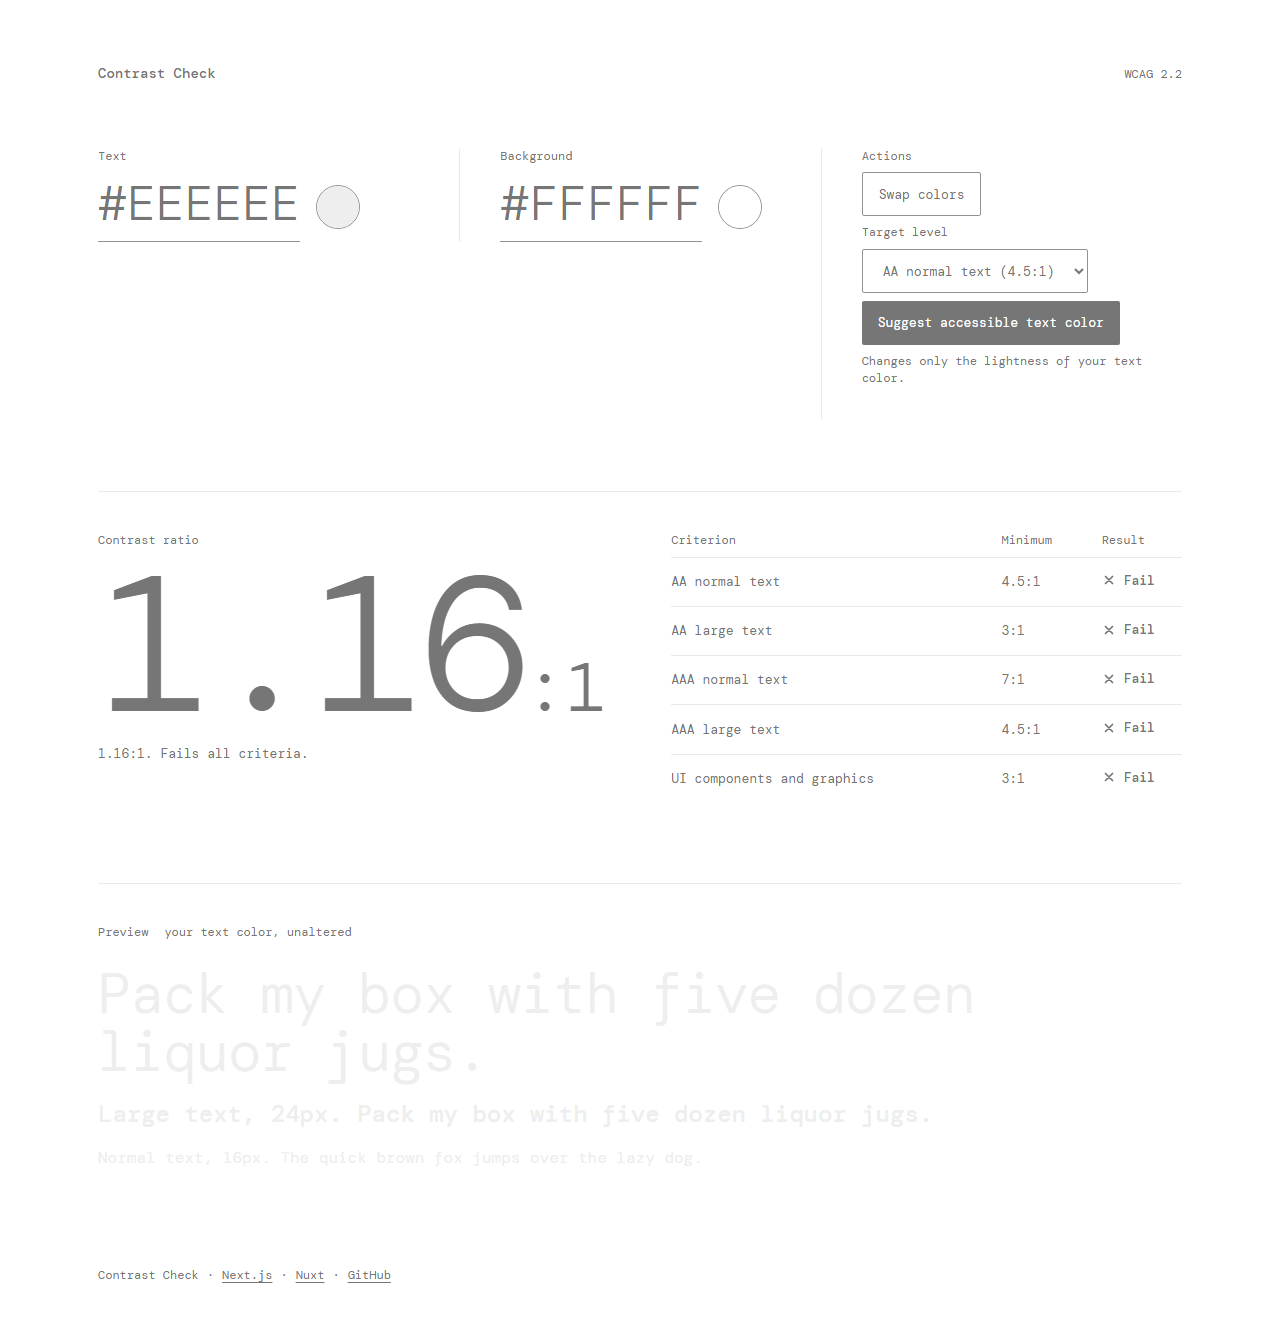 Contrast Check
WCAG 2.2
Text
#EEEEEE
Background
#FFFFFF
Actions
Swap colors
Target level
AA normal text (4.5:1)
Suggest accessible text color
Changes only the lightness of your text
color.
Contrast ratio
1.16:1
1.16:1. Fails all criteria.
Criterion Minimum Result
AA normal text 4.5:1 ✕ Fail
AA large text 3:1 ✕ Fail
AAA normal text 7:1 ✕ Fail
AAA large text 4.5:1 ✕ Fail
UI components and graphics 3:1 ✕ Fail
Preview your text color, unaltered
Pack my box with five dozen
liquor jugs.
Large text, 24px. Pack my box with five dozen liquor jugs.
Normal text, 16px. The quick brown fox jumps over the lazy dog.
Contrast Check · Next.js · Nuxt · GitHub